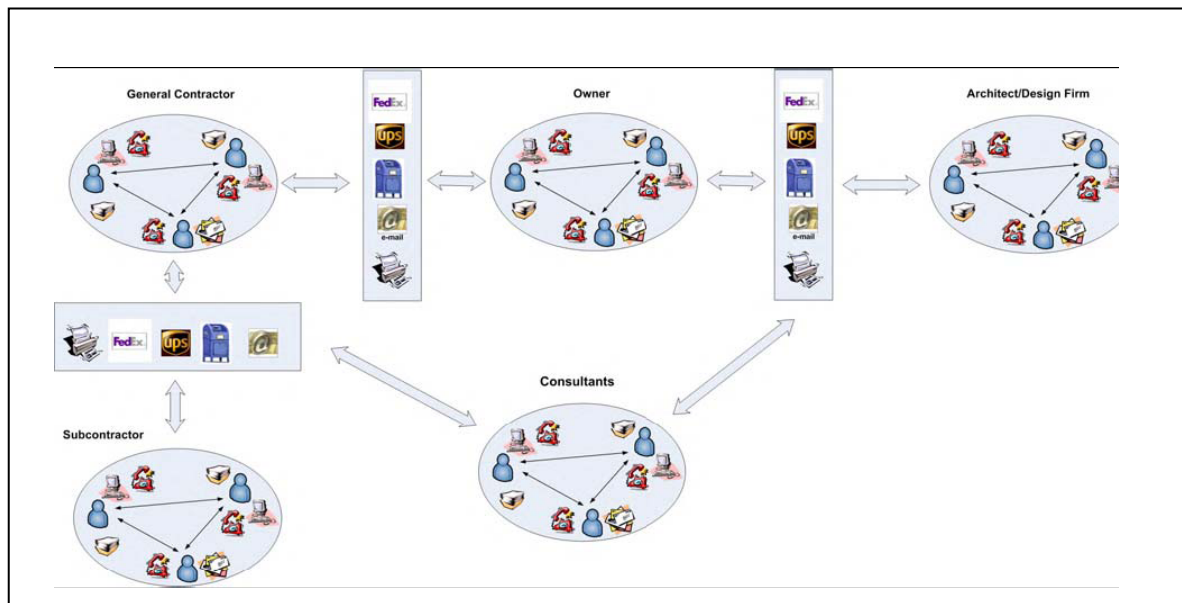 General Contractor
Owner
Architect/Design Firm
FedEx
FedEx
ups
ups
@
e-mail
@
e-mail
FedEx
ups
@
Consultants
Subcontractor